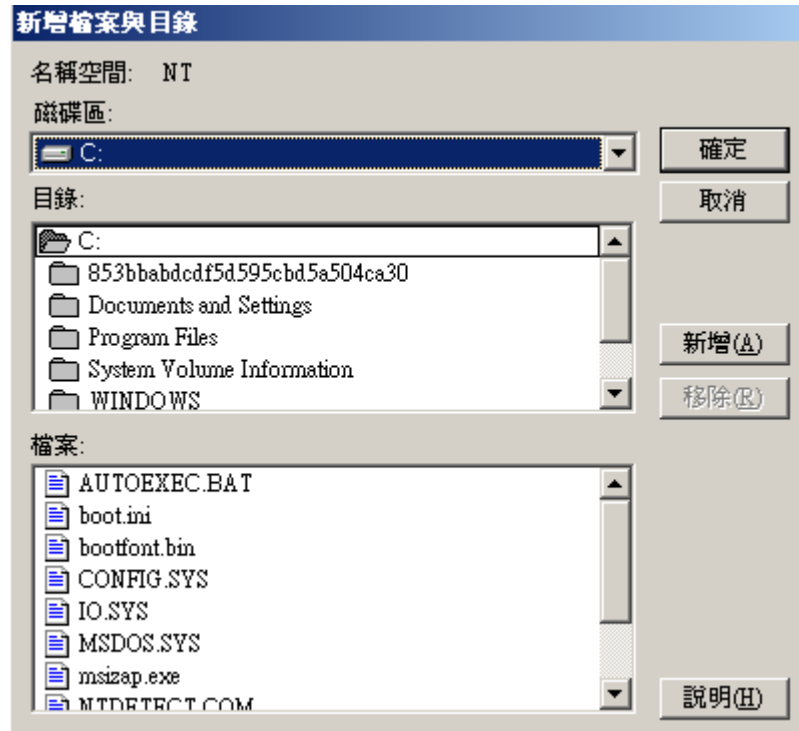 新增檔案與目錄
名稱空間: NT
磁碟區:
C:
確定
目錄:
取消
C:
853bbabdcdf5d595cbd5a504ca30
Documents and Settings
Program Files
新增(A)
System Volume Information
WINDOWS
移除(R)
檔案:
AUTOEXEC.BAT
boot.ini
bootfont.bin
CONFIG.SYS
IO.SYS
MSDOS.SYS
msizap.exe
NTDETECT.COM
說明(H)